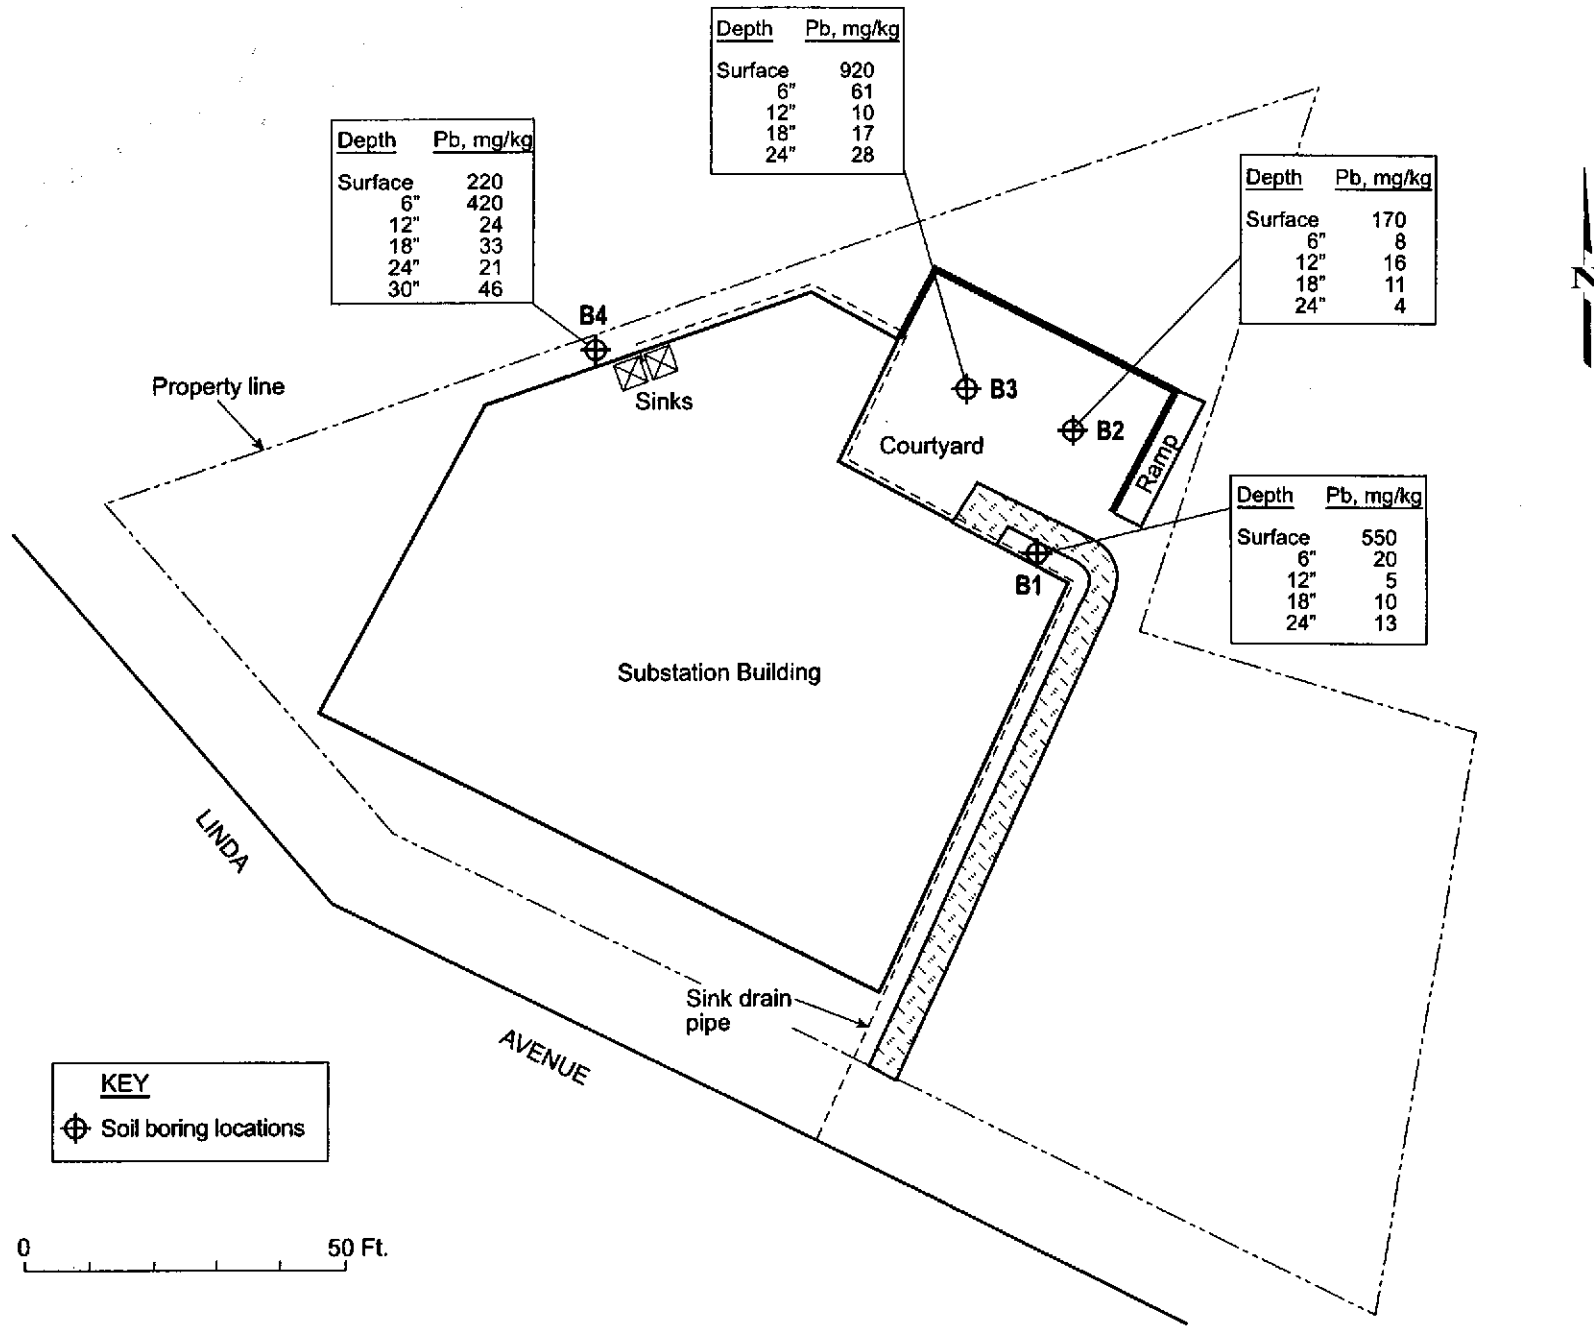 Depth Pb, mg/kg
Surface 920
6" 61
12" 10
18" 17
24" 28
Depth Pb, mg/kg
Surface 220
6" 420
12" 24
18" 33
24" 21
30" 46
Depth Pb, mg/kg
Surface 170
6" 8
12" 16
18" 11
24" 4
N
B4
Property line
Sinks
B3
B2
Courtyard
Ramp
Depth Pb, mg/kg
Surface 550
6" 20
12" 5
18" 10
24" 13
B1
Substation Building
LINDA
AVENUE
Sink drain
pipe
KEY
Soil boring locations
0 50 Ft.